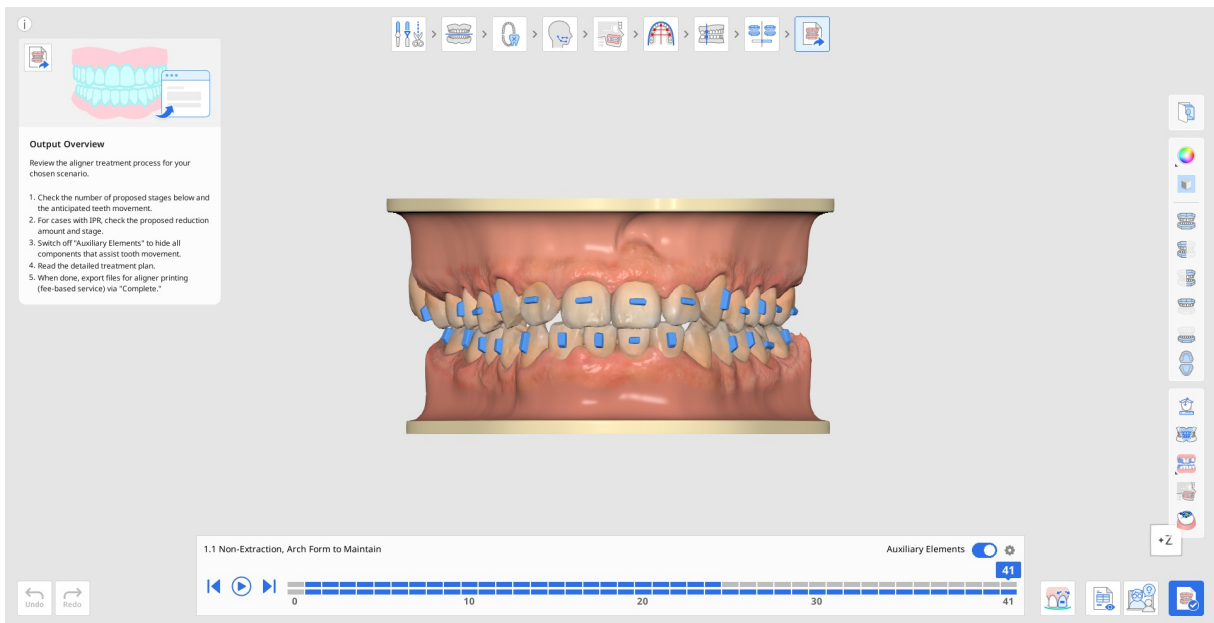 i
Output Overview
Review the aligner treatment process for your
chosen scenario.
1. Check the number of proposed stages below and
the anticipated teeth movement.
2. For cases with IPR, check the proposed reduction
amount and stage.
3. Switch off "Auxiliary Elements" to hide all
components that assist tooth movement.
4. Read the detailed treatment plan.
5. When done, export files for aligner printing
(fee-based service) via "Complete."
1.1 Non-Extraction, Arch Form to Maintain
Auxiliary Elements
41
0 10 20 30 41
Undo Redo
+Z